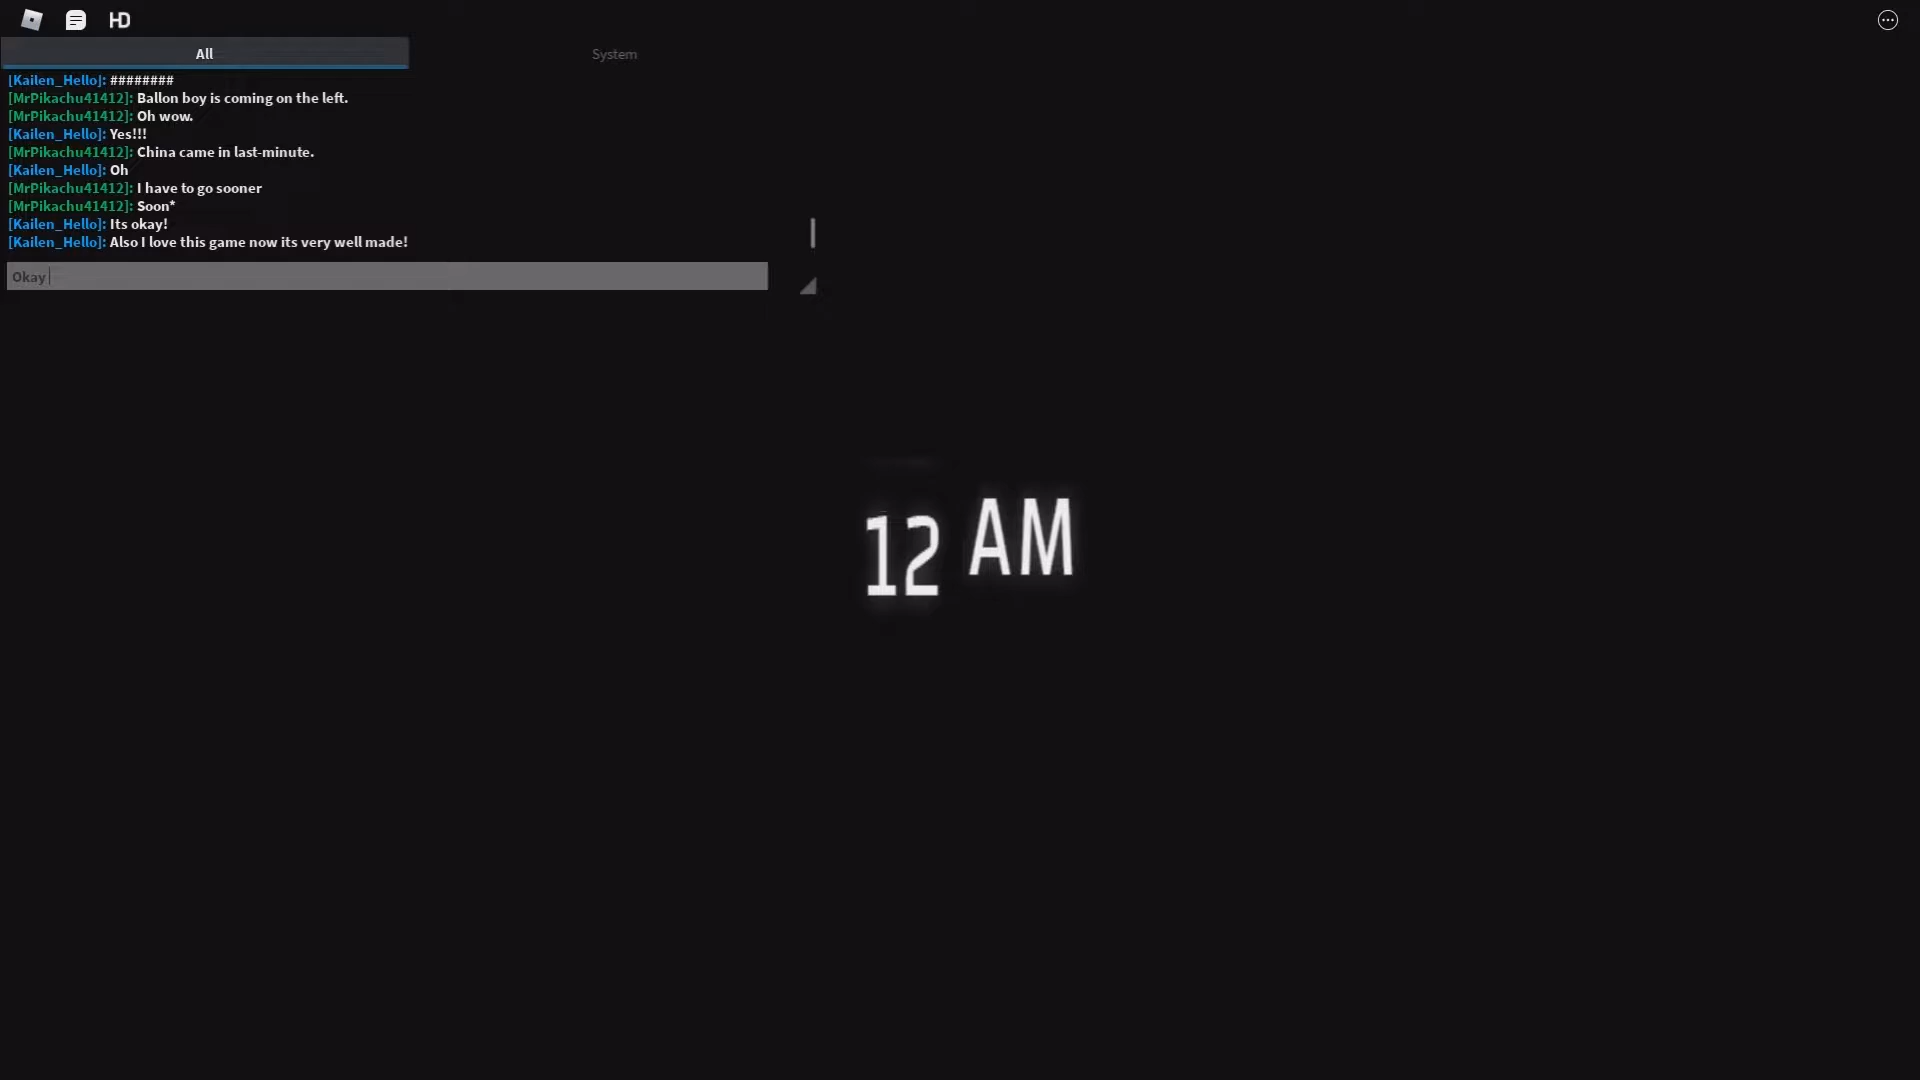 HD
All
System
[Kailen_Hello]: ########
[MrPikachu41412]: Ballon boy is coming on the left.
[MrPikachu41412]: Oh wow.
[Kailen_Hello]: Yes!!!
[MrPikachu41412]: China came in last-minute.
[Kailen_Hello]: Oh
[MrPikachu41412]: I have to go sooner
[MrPikachu41412]: Soon*
[Kailen_Hello]: Its okay!
[Kailen_Hello]: Also I love this game now its very well made!
Okay
12 AM